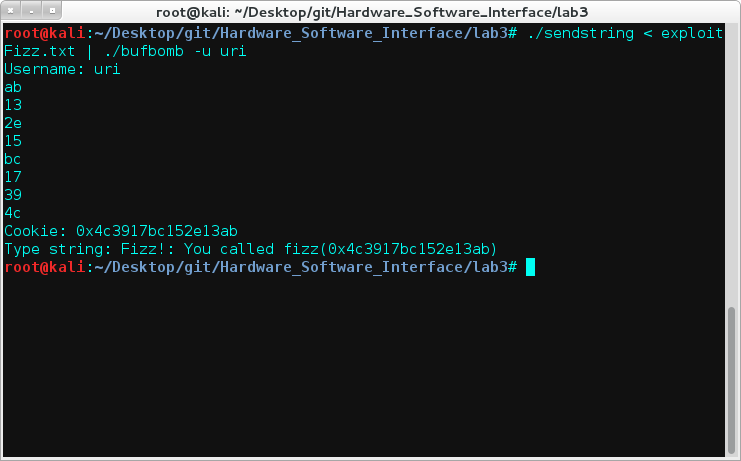 root@kali: ~/Desktop/git/Hardware_Software_Interface/lab3
root@kali:~/Desktop/git/Hardware_Software_Interface/lab3# ./sendstring < exploit
Fizz.txt | ./bufbomb -u uri
Username: uri
ab
13
2e
15
bc
17
39
4c
Cookie: 0x4c3917bc152e13ab
Type string: Fizz!: You called fizz(0x4c3917bc152e13ab)
root@kali:~/Desktop/git/Hardware_Software_Interface/lab3#